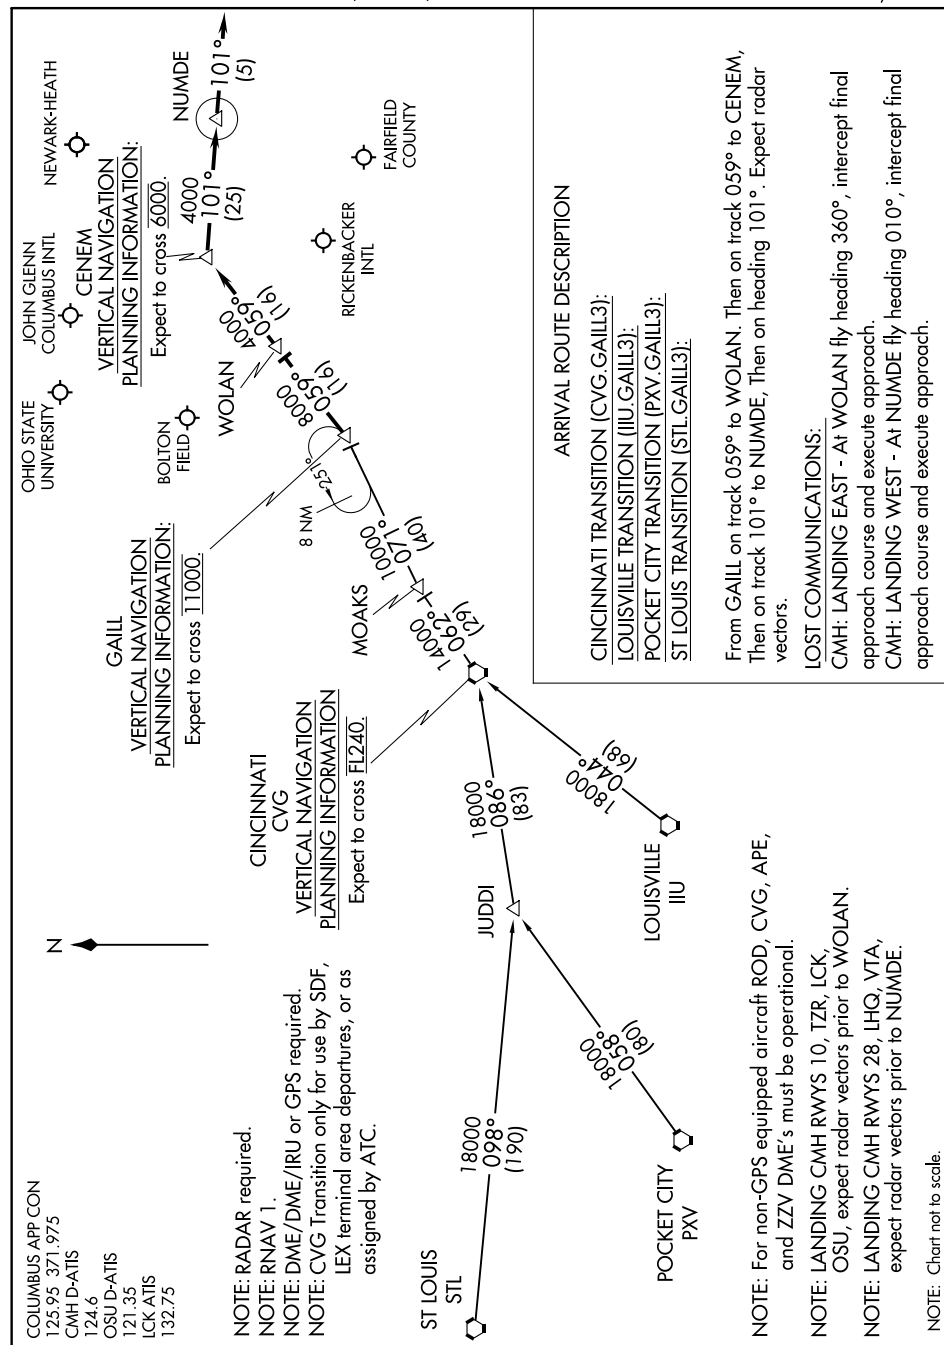 COLUMBUS APP CON
125.95 371.975
CMH D-ATIS
124.6
OSU D-ATIS
121.35
LCK ATIS
132.75
N
NOTE: RADAR required.
NOTE: RNAV 1.
NOTE: DME/DME/IRU or GPS required.
NOTE: CVG Transition only for use by SDF,
LEX terminal area departures, or as
assigned by ATC.
ST LOUIS
STL
18000
098°
(190)
POCKET CITY
PXV
18000
058°
(80)
JUDDI
18000
086°
(83)
LOUISVILLE
IIU
18000
044°
(68)
CINCINNATI
CVG
VERTICAL NAVIGATION
PLANNING INFORMATION
Expect to cross FL240.
14000
062°
(29)
MOAKS
10000
071°
(40)
GAILL
VERTICAL NAVIGATION
PLANNING INFORMATION:
Expect to cross 11000.
8 NM
251°
8000
059°
(16)
WOLAN
4000
059°
(16)
CENEM
VERTICAL NAVIGATION
PLANNING INFORMATION:
Expect to cross 6000.
4000
101°
(25)
NUMDE
101°
(5)
OHIO STATE
UNIVERSITY
JOHN GLENN
COLUMBUS INTL
NEWARK-HEATH
BOLTON
FIELD
RICKENBACKER
INTL
FAIRFIELD
COUNTY
NOTE: For non-GPS equipped aircraft ROD, CVG, APE,
and ZZV DME's must be operational.
NOTE: LANDING CMH RWYS 10, TZR, LCK,
OSU, expect radar vectors prior to WOLAN.
NOTE: LANDING CMH RWYS 28, LHQ, VTA,
expect radar vectors prior to NUMDE.
NOTE: Chart not to scale.
ARRIVAL ROUTE DESCRIPTION
CINCINNATI TRANSITION (CVG.GAILL3):
LOUISVILLE TRANSITION (IIU.GAILL3):
POCKET CITY TRANSITION (PXV.GAILL3):
ST LOUIS TRANSITION (STL.GAILL3):
From GAILL on track 059° to WOLAN. Then on track 059° to CENEM,
Then on track 101° to NUMDE, Then on heading 101°. Expect radar
vectors.
LOST COMMUNICATIONS:
CMH: LANDING EAST - At WOLAN fly heading 360°, intercept final
approach course and execute approach.
CMH: LANDING WEST - At NUMDE fly heading 010°, intercept final
approach course and execute approach.